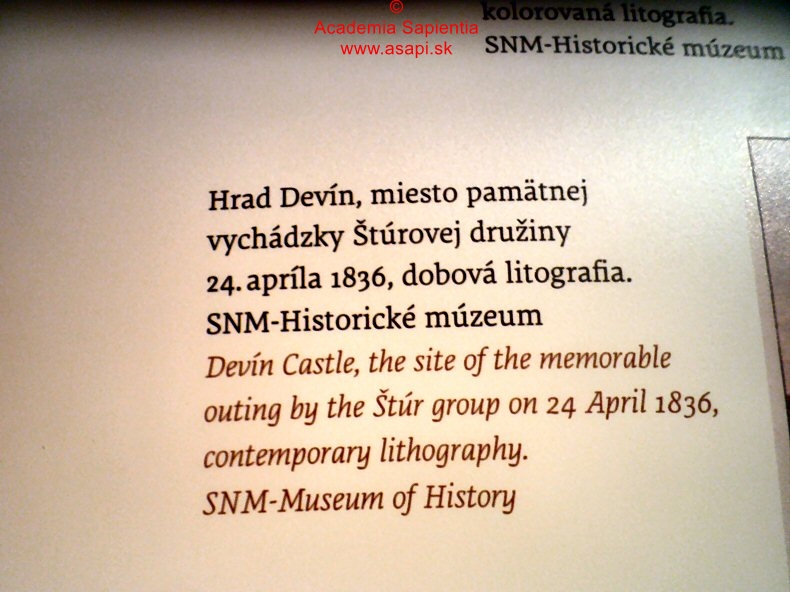 ©
Academia Sapientia
www.asapi.sk
kolorovaná litografia.
SNM-Historické múzeum
Hrad Devín, miesto pamätnej
vychádzky Štúrovej družiny
24. apríla 1836, dobová litografia.
SNM-Historické múzeum
Devín Castle, the site of the memorable
outing by the Štúr group on 24 April 1836,
contemporary lithography.
SNM-Museum of History